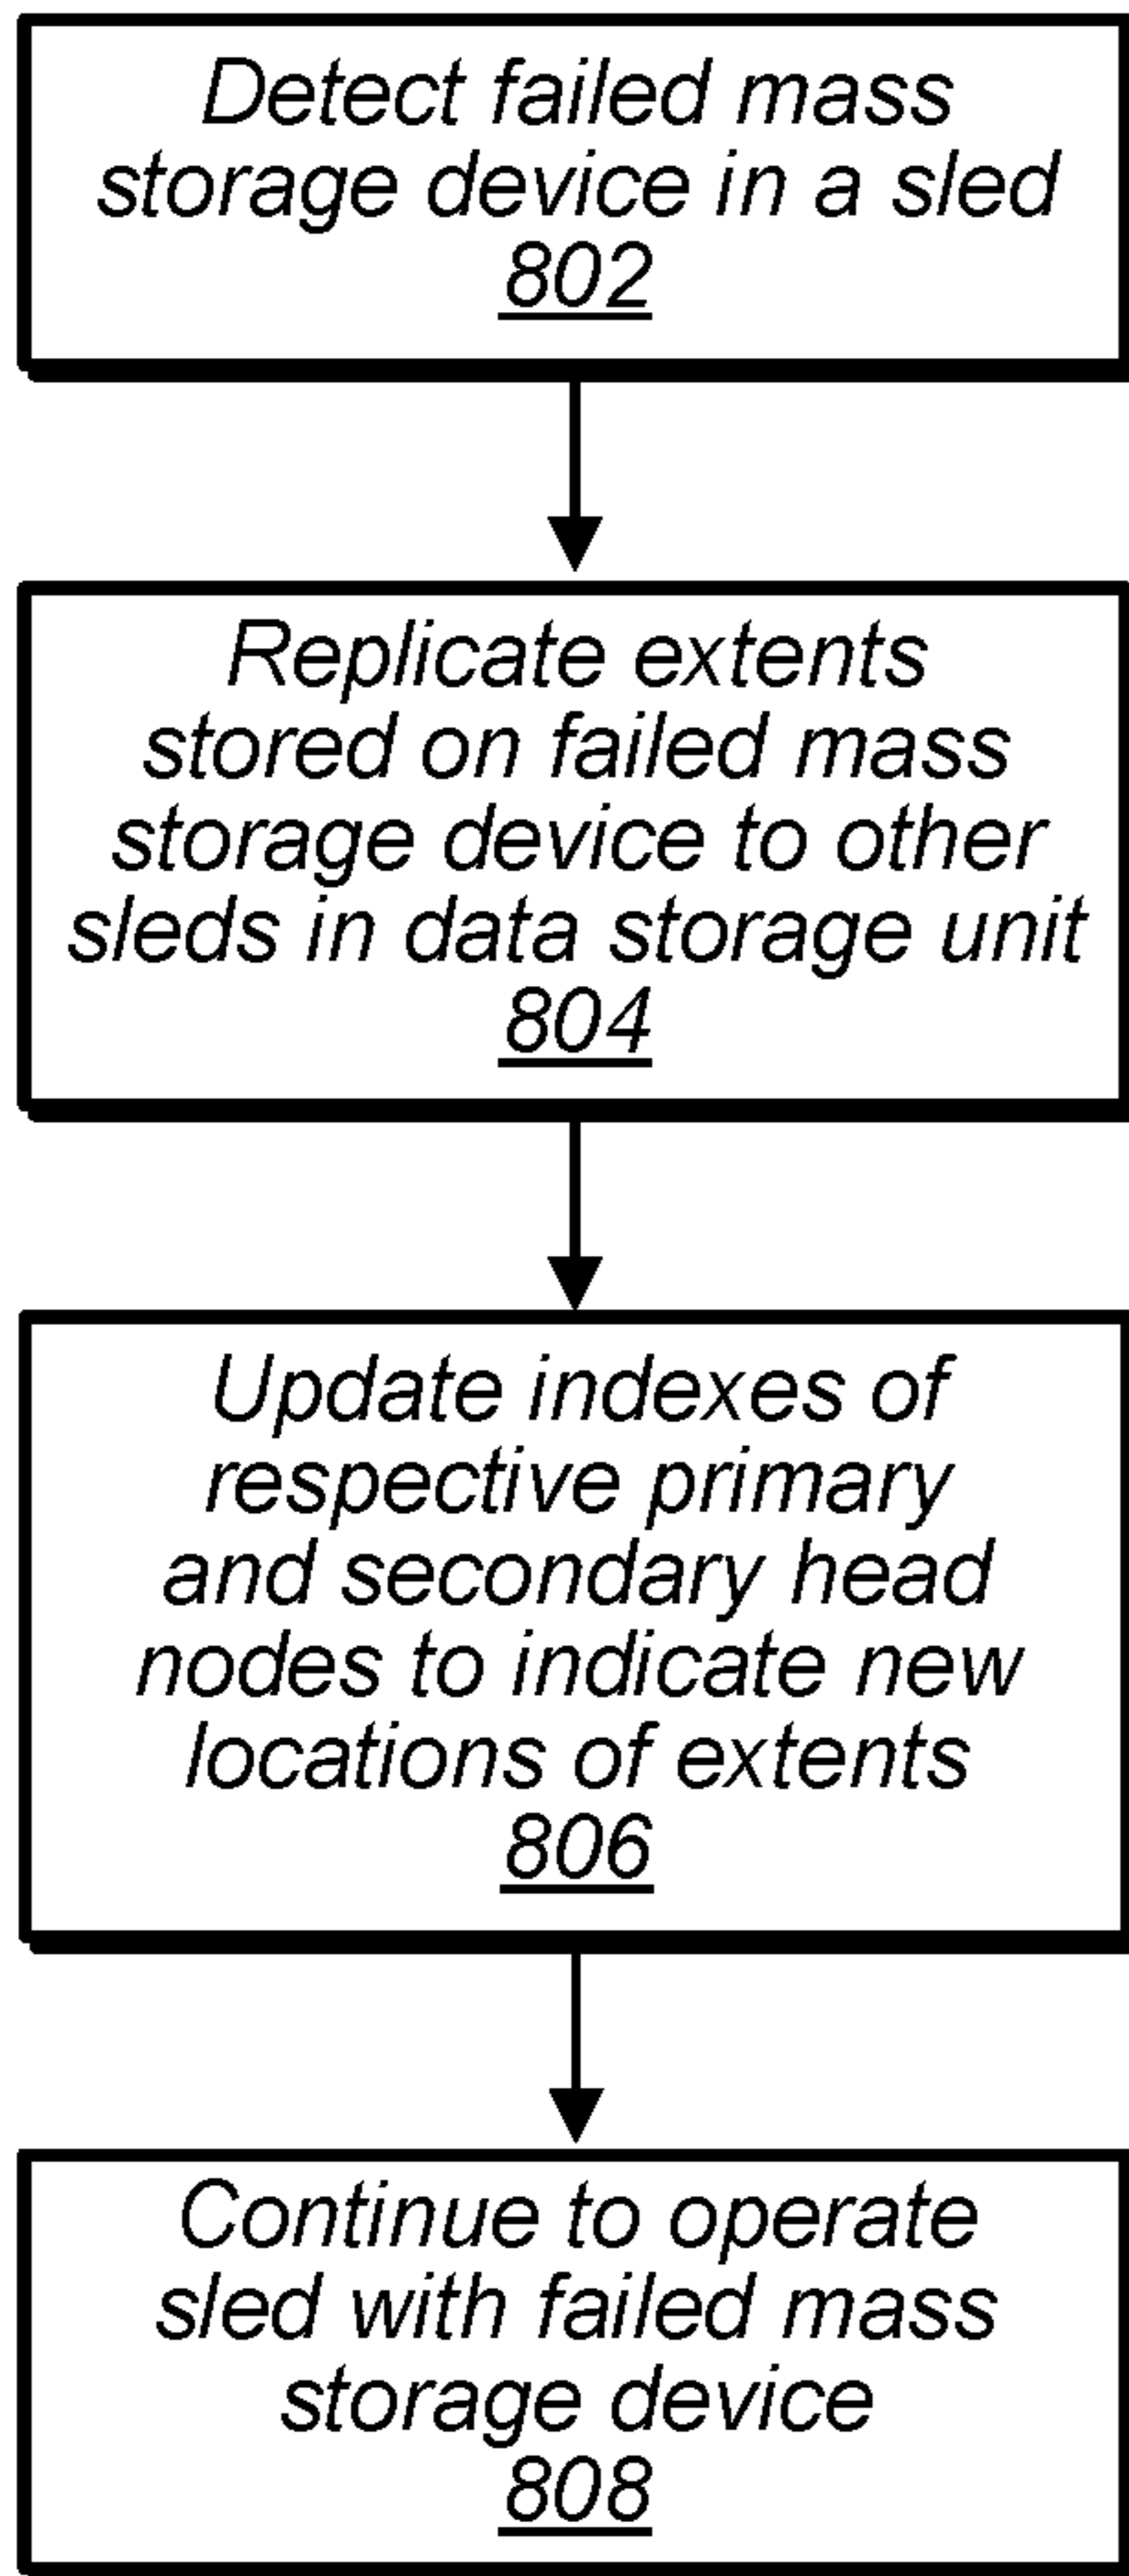 Detect failed mass
storage device in a sled
802
Replicate extents
stored on failed mass
storage device to other
sleds in data storage unit
804
Update indexes of
respective primary
and secondary head
nodes to indicate new
locations of extents
806
Continue to operate
sled with failed mass
storage device
808